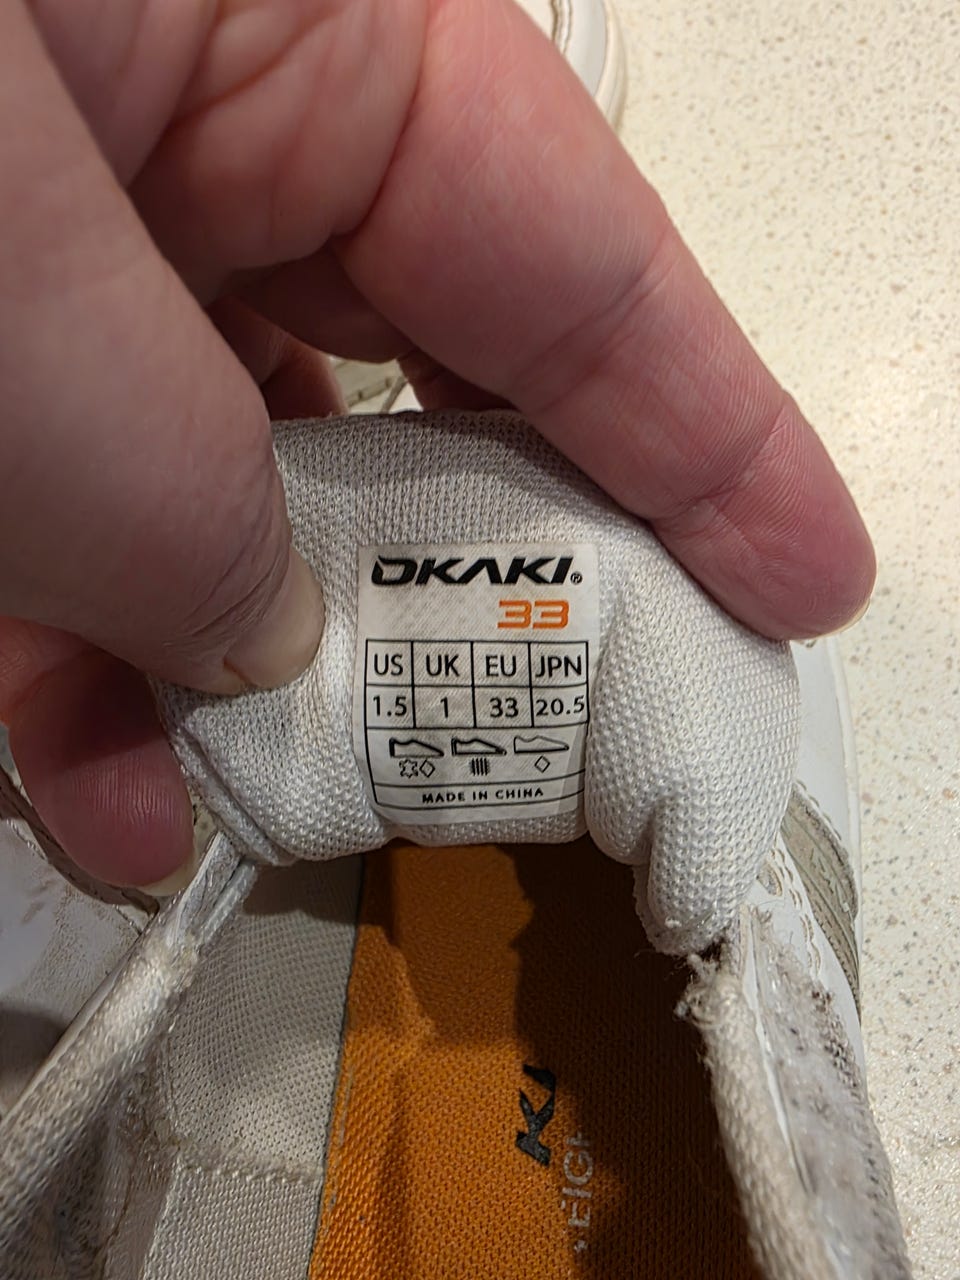 OKAKI®
33
US UK EU JPN
1.5 1 33 20.5
MADE IN CHINA